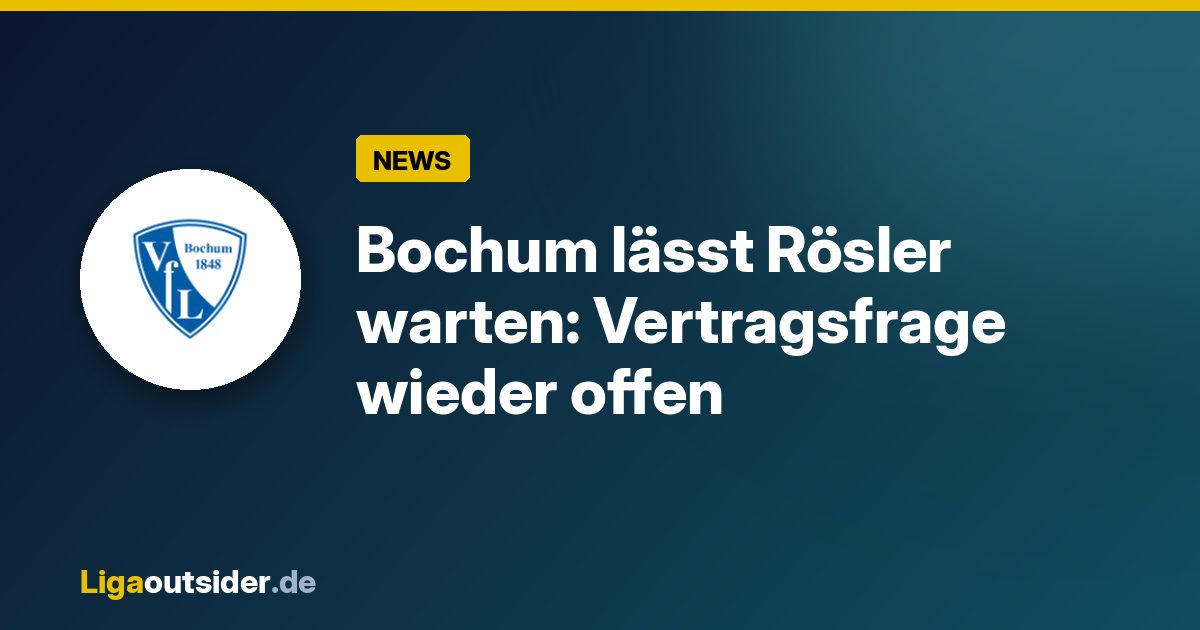 NEWS
Bochum lässt Rösler
warten: Vertragsfrage
wieder offen
VfL
Bochum
1848
Ligaoutsider.de